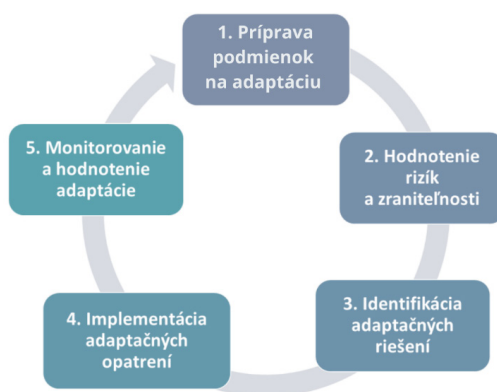 1. Príprava
podmienok
na adaptáciu
2. Hodnotenie
rizík
a zraniteľnosti
3. Identifikácia
adaptačných
riešení
4. Implementácia
adaptačných
opatrení
5. Monitorovanie
a hodnotenie
adaptácie